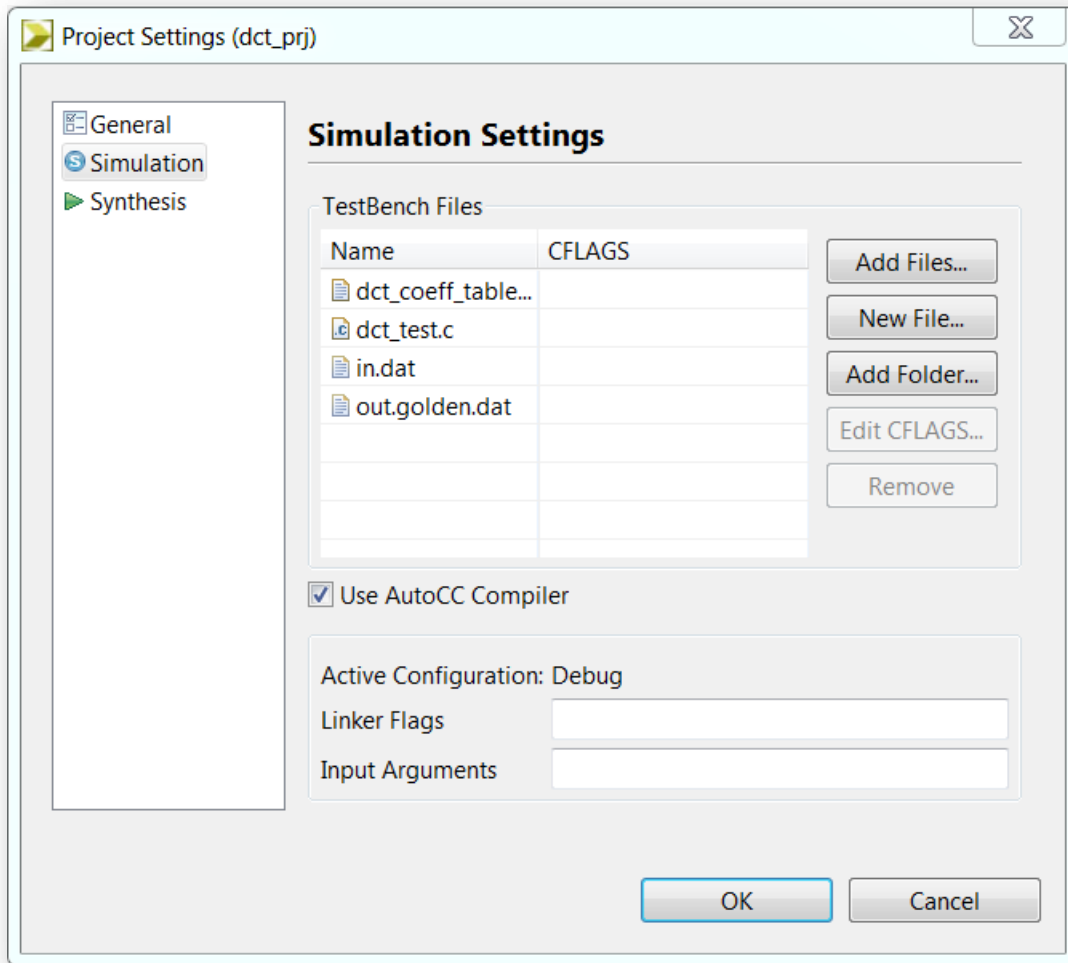 Project Settings (dct_prj)
General
Simulation
Synthesis
Simulation Settings
TestBench Files
Name CFLAGS
dct_coeff_table...
dct_test.c
in.dat
out.golden.dat
Add Files...
New File...
Add Folder...
Edit CFLAGS...
Remove
Use AutoCC Compiler
Active Configuration: Debug
Linker Flags
Input Arguments
OK Cancel